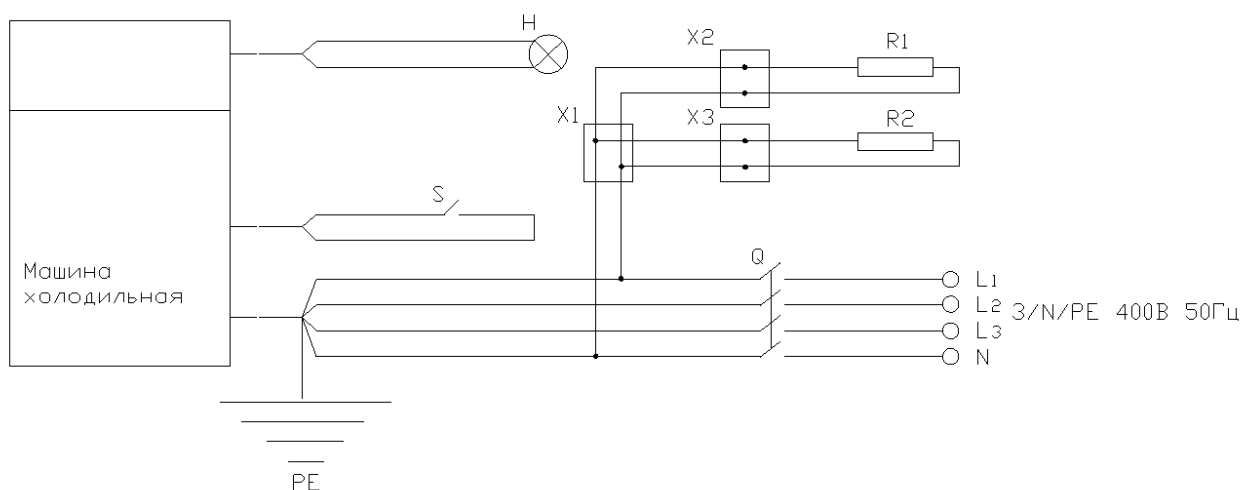 H
X2
R1
X1
X3
R2
S
Машина
холодильная
Q
L1
L2
L3
N
3/N/PE 400В 50Гц
PE